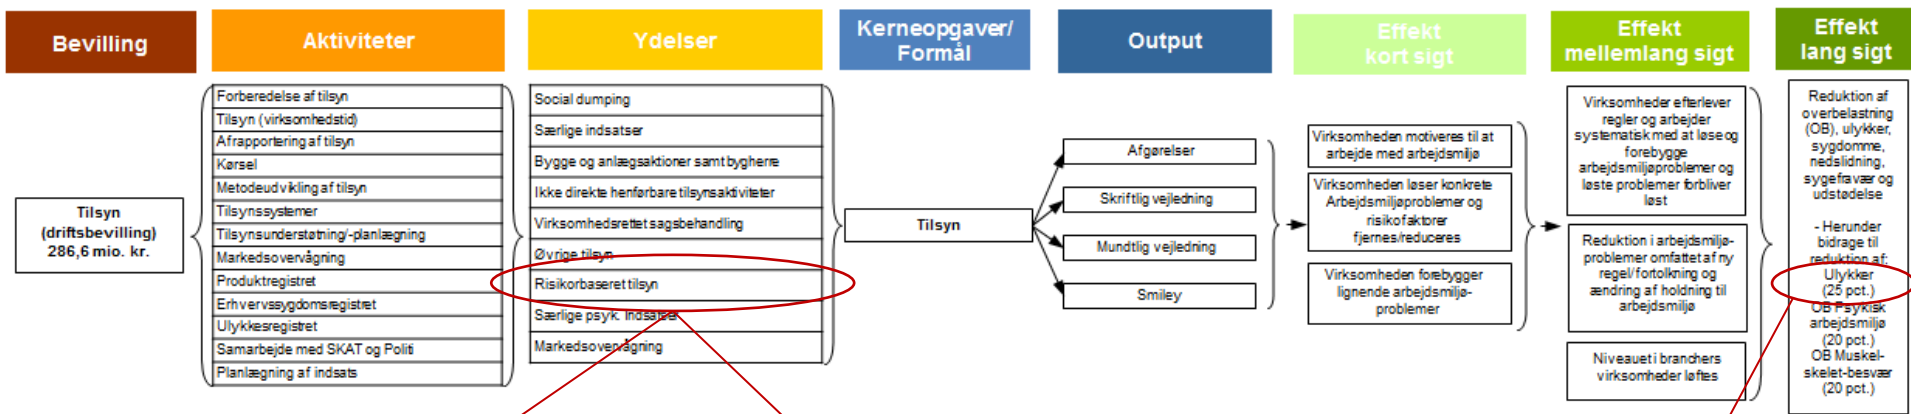 Bevilling
Aktiviteter
Ydelser
Kerneopgaver/
Formål
Output
Effekt
kort sigt
Effekt
mellemlang sigt
Effekt
lang sigt
Tilsyn
(driftsbevilling)
286,6 mio. kr.
Forberedelse af tilsyn
Tilsyn (virksomhedstid)
Afrapportering af tilsyn
Kørsel
Metodeudvikling af tilsyn
Tilsynssystemer
Tilsynsunderstøtning/-planlægning
Markedsovervågning
Produktregistret
Erhvervssygdomsregistret
Ulykkesregistret
Samarbejde med SKAT og Politi
Planlægning af indsats
Social dumping
Særlige indsatser
Bygge og anlægsaktioner samt bygherre
Ikke direkte henførbare tilsynsaktiviteter
Virksomhedsrettet sagsbehandling
Øvrige tilsyn
Risikorbaseret tilsyn
Særlige psyk. Indsatser
Markedsovervågning
Tilsyn
Afgørelser
Skriftlig vejledning
Mundtlig vejledning
Smiley
Virksomheden motiveres til at
arbejde med arbejdsmiljø
Virksomheden løser konkrete
Arbejdsmiljøproblemer og
risikofaktorer
fjernes/reduceres
Virksomheden forebygger
lignende arbejdsmiljø-
problemer
Virksomheder efterlever
regler og arbejder
systematisk med at løse og
forebygge
arbejdsmiljøproblemer og
løste problemer forbliver
løst
Reduktion i arbejdsmiljø-
problemer omfattet af ny
regel/fortolkning og
ændring af holdning til
arbejdsmiljø
Niveauet i branchers
virksomheder løftes
Reduktion af
overbelastning
(OB), ulykker,
sygdomme,
nedslidning,
sygefravær og
udstødelse
- Herunder
bidrage til
reduktion af:
Ulykker
(25 pct.)
OB Psykisk
arbejdsmiljø
(20 pct.)
OB Muskel-
skelet-besvær
(20 pct.)